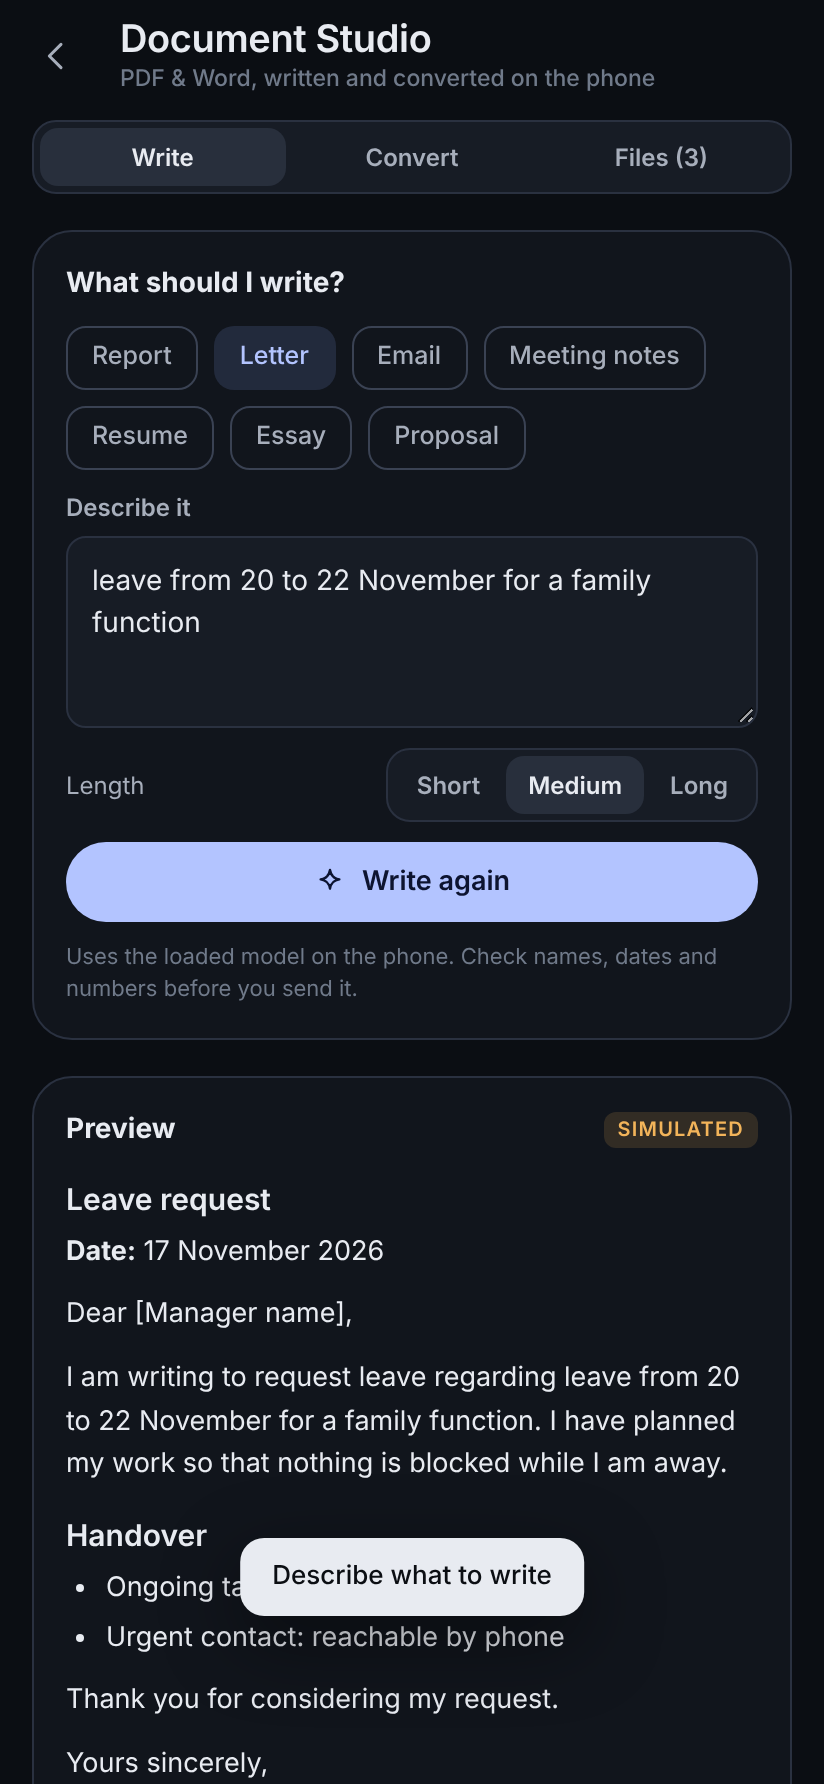 Document Studio
PDF & Word, written and converted on the phone
Write
Convert
Files (3)
What should I write?
Report
Letter
Email
Meeting notes
Resume
Essay
Proposal
Describe it
leave from 20 to 22 November for a family
function
Length
Short
Medium
Long
Write again
Uses the loaded model on the phone. Check names, dates and
numbers before you send it.
Preview
SIMULATED
Leave request
Date: 17 November 2026
Dear [Manager name],
I am writing to request leave regarding leave from 20
to 22 November for a family function. I have planned
my work so that nothing is blocked while I am away.
Handover
• Ongoing
Describe what to write
• Urgent contact: reachable by phone
Thank you for considering my request.
Yours sincerely,